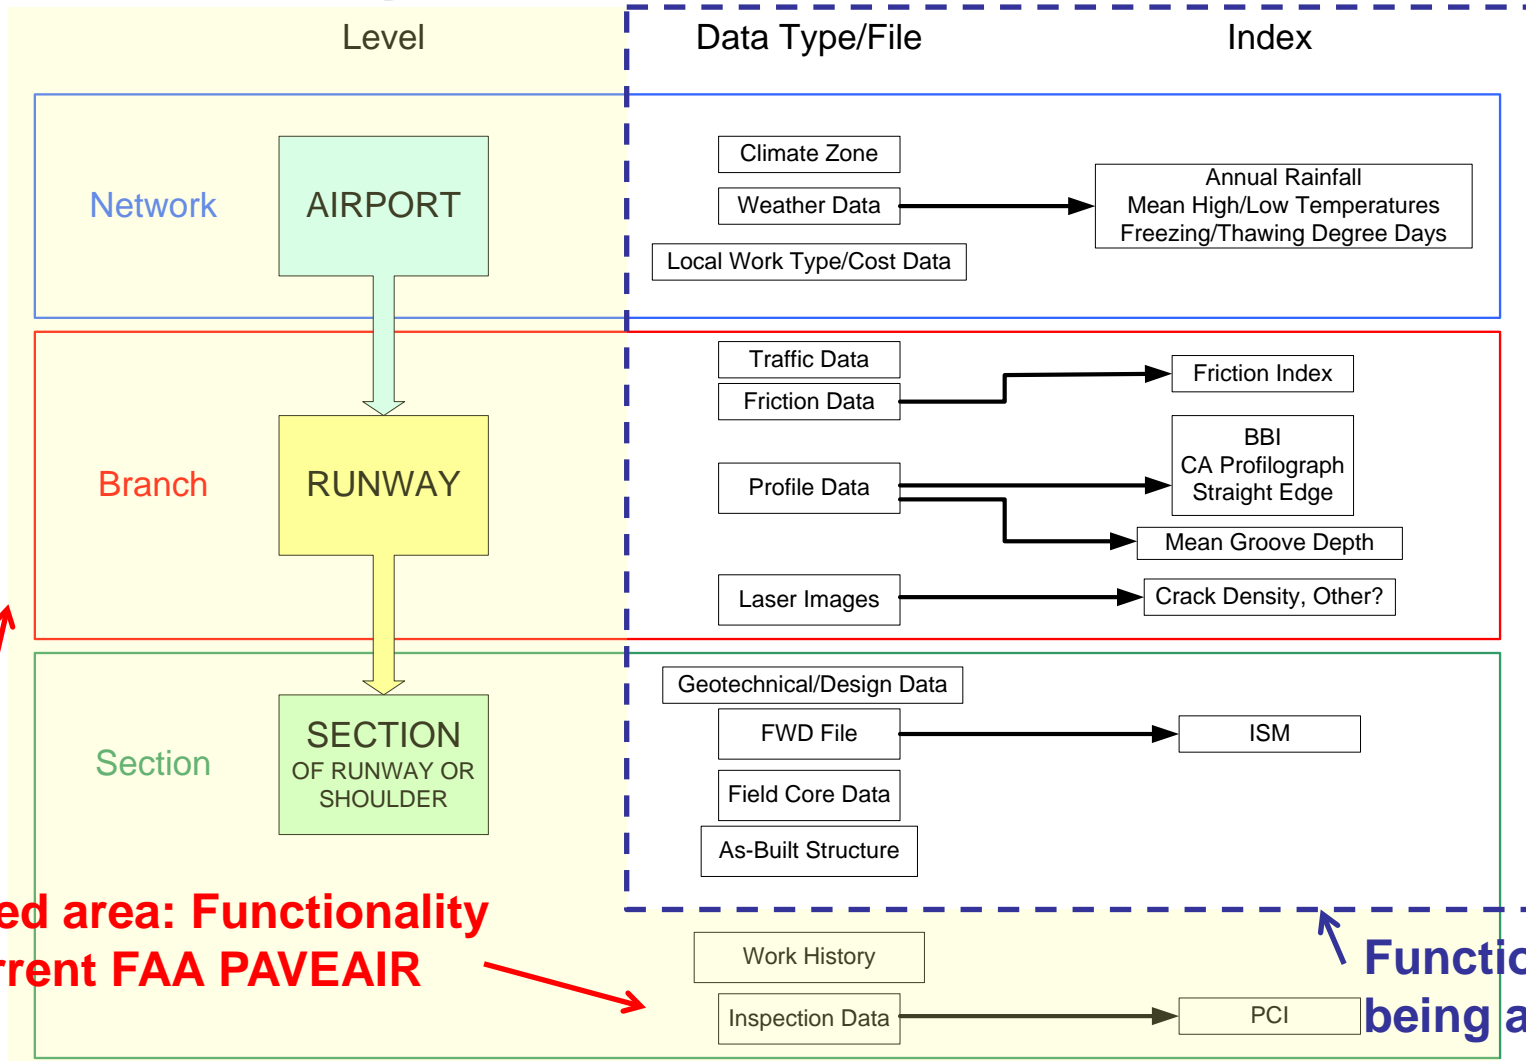 Level
Data Type/File
Index
Network
AIRPORT
Climate Zone
Weather Data
Local Work Type/Cost Data
Annual Rainfall
Mean High/Low Temperatures
Freezing/Thawing Degree Days
Branch
RUNWAY
Traffic Data
Friction Data
Friction Index
Profile Data
BBI
CA Profilograph
Straight Edge
Mean Groove Depth
Laser Images
Crack Density, Other?
Section
SECTION
OF RUNWAY OR
SHOULDER
Geotechnical/Design Data
FWD File
ISM
Field Core Data
As-Built Structure
area: Functionality
FAA PAVEAIR
Work History
Inspection Data
PCI
being